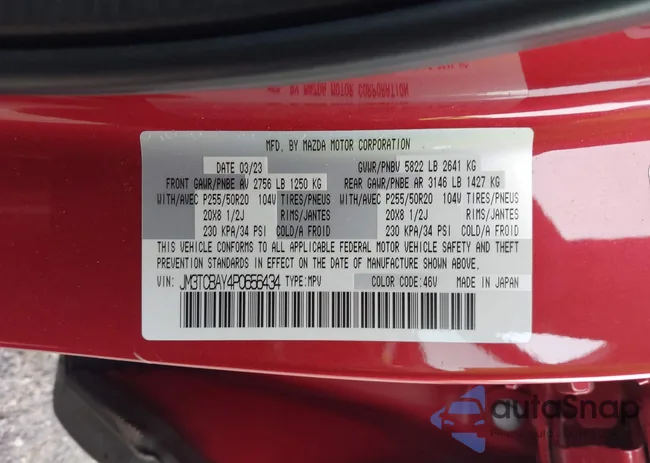 MFD. BY MAZDA MOTOR CORPORATION
DATE 03/23 GVWR/PNBV 5822 LB 2641 KG
FRONT GAWR/PNBE AV 2756 LB 1250 KG REAR GAWR/PNBE AR 3146 LB 1427 KG
WITH/AVEC P255/50R20 104V TIRES/PNEUS WITH/AVEC P255/50R20 104V TIRES/PNEUS
20X8 1/2J RIMS/JANTES 20X8 1/2J RIMS/JANTES
230 KPA/34 PSI COLD/A FROID 230 KPA/34 PSI COLD/A FROID
THIS VEHICLE CONFORMS TO ALL APPLICABLE FEDERAL MOTOR VEHICLE SAFETY AND THEFT
PREVENTION STANDARDS IN EFFECT ON THE DATE OF MANUFACTURE SHOWN ABOVE.
VIN: JM3TCBAY4P0656434 TYPE:MPV COLOR CODE:46V MADE IN JAPAN
autoSnap